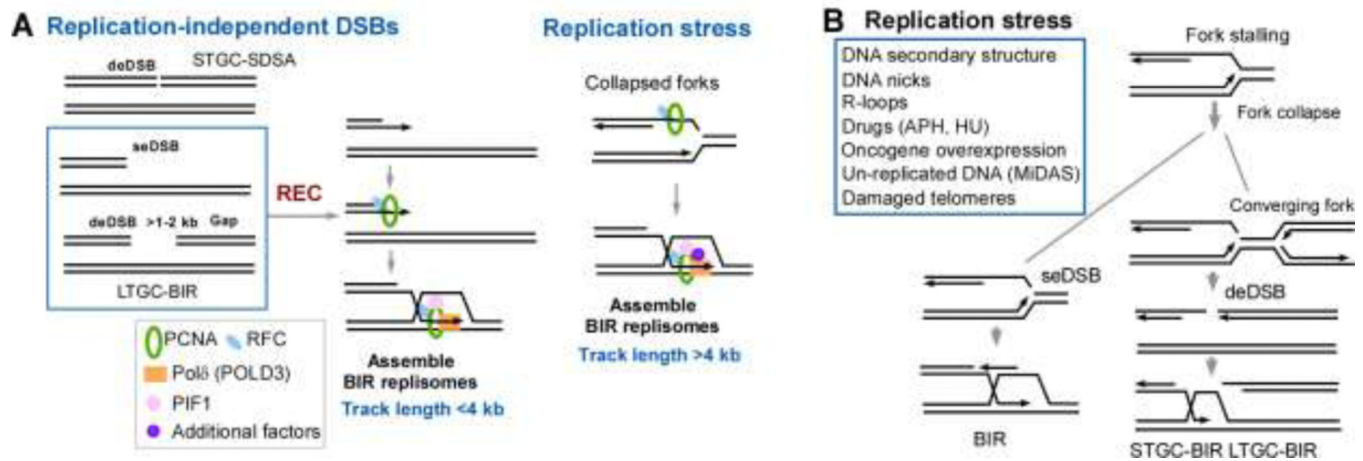 A Replication-independent DSBs
STGC-SDSA
deDSB
seDSB
deDSB >1-2 kb Gap
LTGC-BIR
REC
Assemble
BIR replisomes
Track length <4 kb
PCNA RFC
Polδ (POLD3)
PIF1
Additional factors
Replication stress
Collapsed forks
Assemble
BIR replisomes
Track length >4 kb
B Replication stress
DNA secondary structure
DNA nicks
R-loops
Drugs (APH, HU)
Oncogene overexpression
Un-replicated DNA (MiDAS)
Damaged telomeres
Fork stalling
Fork collapse
Converging fork
seDSB
deDSB
BIR
STGC-BIR LTGC-BIR